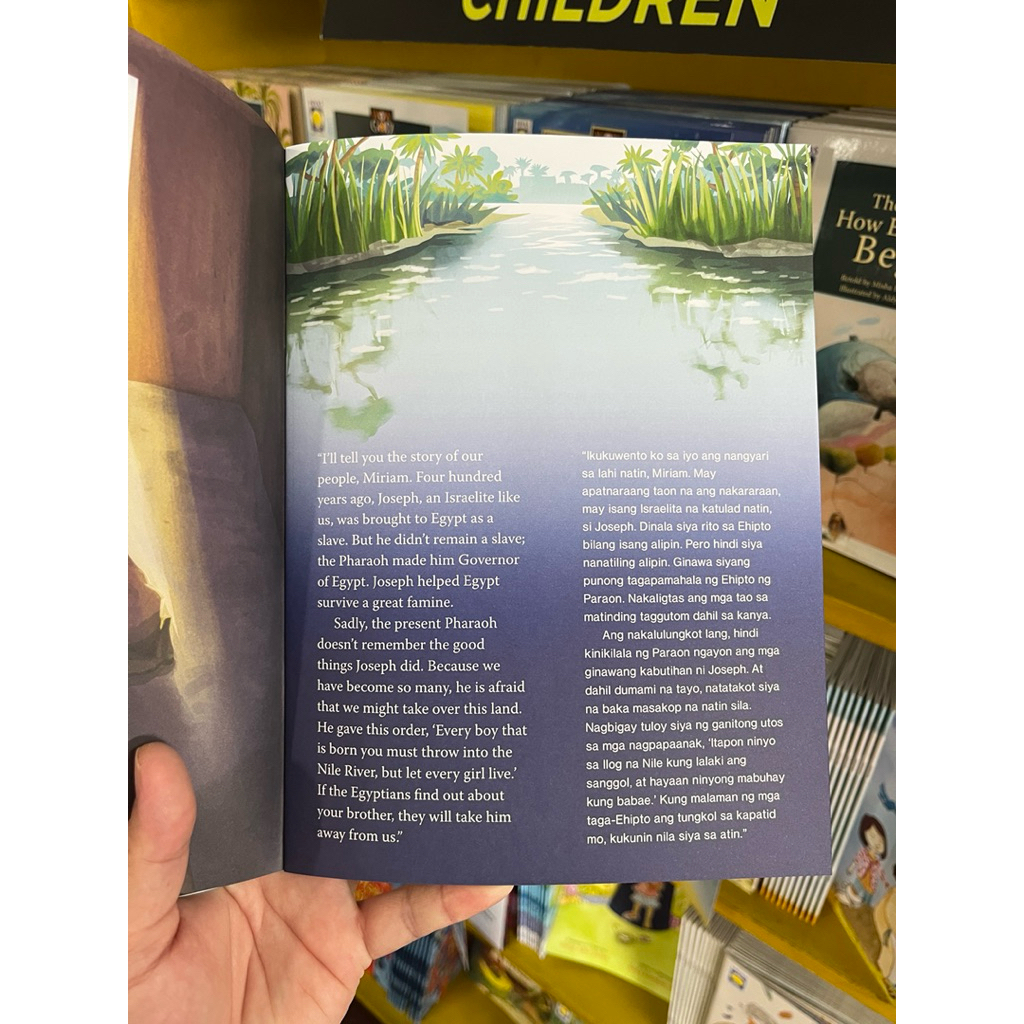 CHILDREN
"I'll tell you the story of our
people, Miriam. Four hundred
years ago, Joseph, an Israelite like
us, was brought to Egypt as a
slave. But he didn't remain a slave;
the Pharaoh made him Governor
of Egypt. Joseph helped Egypt
survive a great famine.
Sadly, the present Pharaoh
doesn't remember the good
things Joseph did. Because we
have become so many, he is afraid
that we might take over this land.
He gave this order, 'Every boy that
is born you must throw into the
Nile River, but let every girl live.'
If the Egyptians find out about
your brother, they will take him
away from us."
"Ikukuwento ko sa iyo ang nangyari
sa lahi natin, Miriam. May
apatnaraang taon na ang nakararaan,
may isang Israelita na katulad natin,
si Joseph. Dinala siya rito sa Ehipto
bilang isang alipin. Pero hindi siya
nanatiling alipin. Ginawa siyang
punong tagapamahala ng Ehipto ng
Paraon. Nakaligtas ang mga tao sa
matinding taggutom dahil sa kanya.
Ang nakalulungkot lang, hindi
kinikilala ng Paraon ngayon ang mga
ginawang kabutihan ni Joseph. At
dahil dumami na tayo, natatakot siya
na baka masakop na natin sila.
Nagbigay tuloy siya ng ganitong utos
sa mga nagpapaanak, 'Itapon ninyo
sa Ilog na Nile kung lalaki ang
sanggol, at hayaan ninyong mabuhay
kung babae.' Kung malaman ng mga
taga-Ehipto ang tungkol sa kapatid
mo, kukunin nila siya sa atin."
The
How
Retold by Misha
Illustrated by